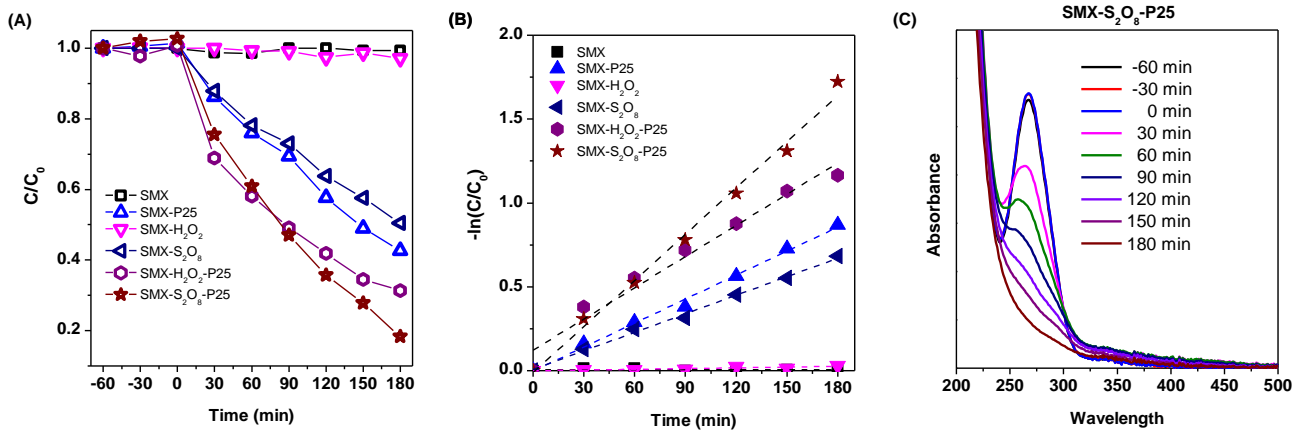 (A)
C/C₀
1.0
0.8
0.6
0.4
0.2
SMX
SMX-P25
SMX-H₂O₂
SMX-S₂O₈
SMX-H₂O₂-P25
SMX-S₂O₈-P25
-60 -30 0 30 60 90 120 150 180
Time (min)
(B)
-ln(C/C₀)
-2.0
1.5
1.0
0.5
0.0
SMX
SMX-P25
SMX-H₂O₂
SMX-S₂O₈
SMX-H₂O₂-P25
SMX-S₂O₈-P25
0 30 60 90 120 150 180
Time (min)
(C)
SMX-S₂O₈-P25
Absorbance
-60 min
-30 min
0 min
30 min
60 min
90 min
120 min
150 min
180 min
200 250 300 350 400 450 500
Wavelength